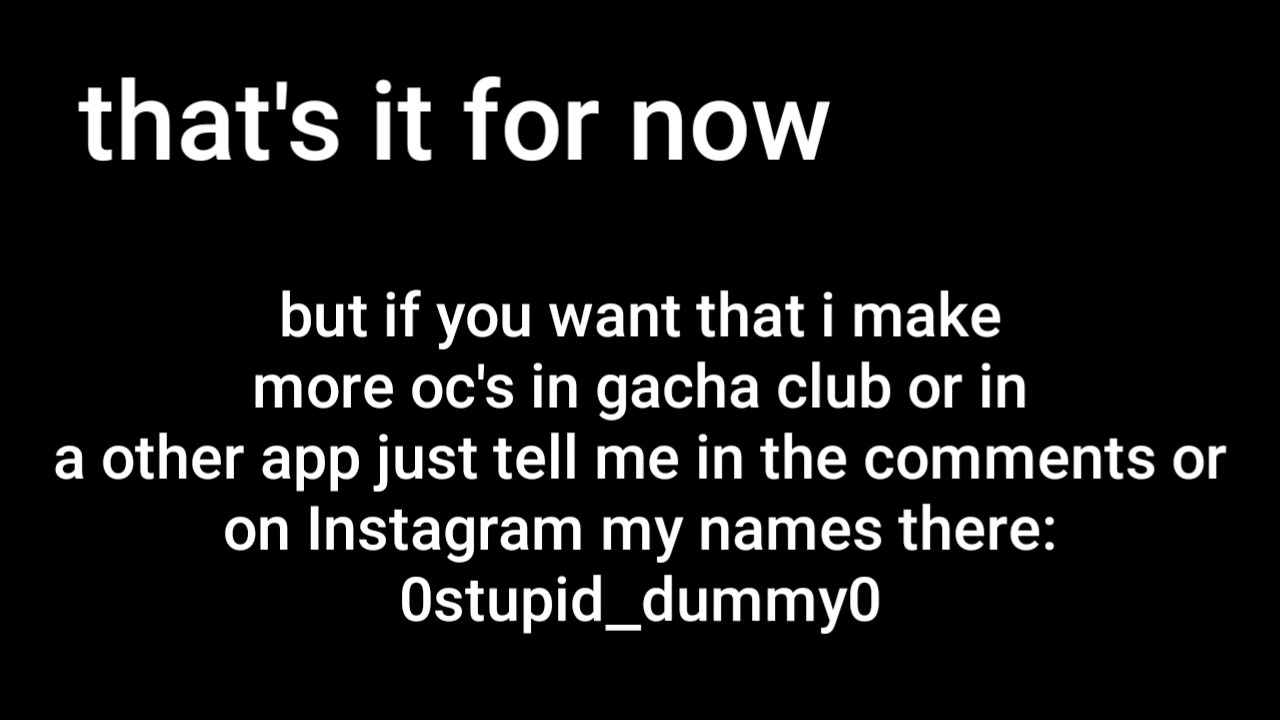 that's it for now
but if you want that i make
more oc's in gacha club or in
a other app just tell me in the comments or
on Instagram my names there:
0stupid_dummy0